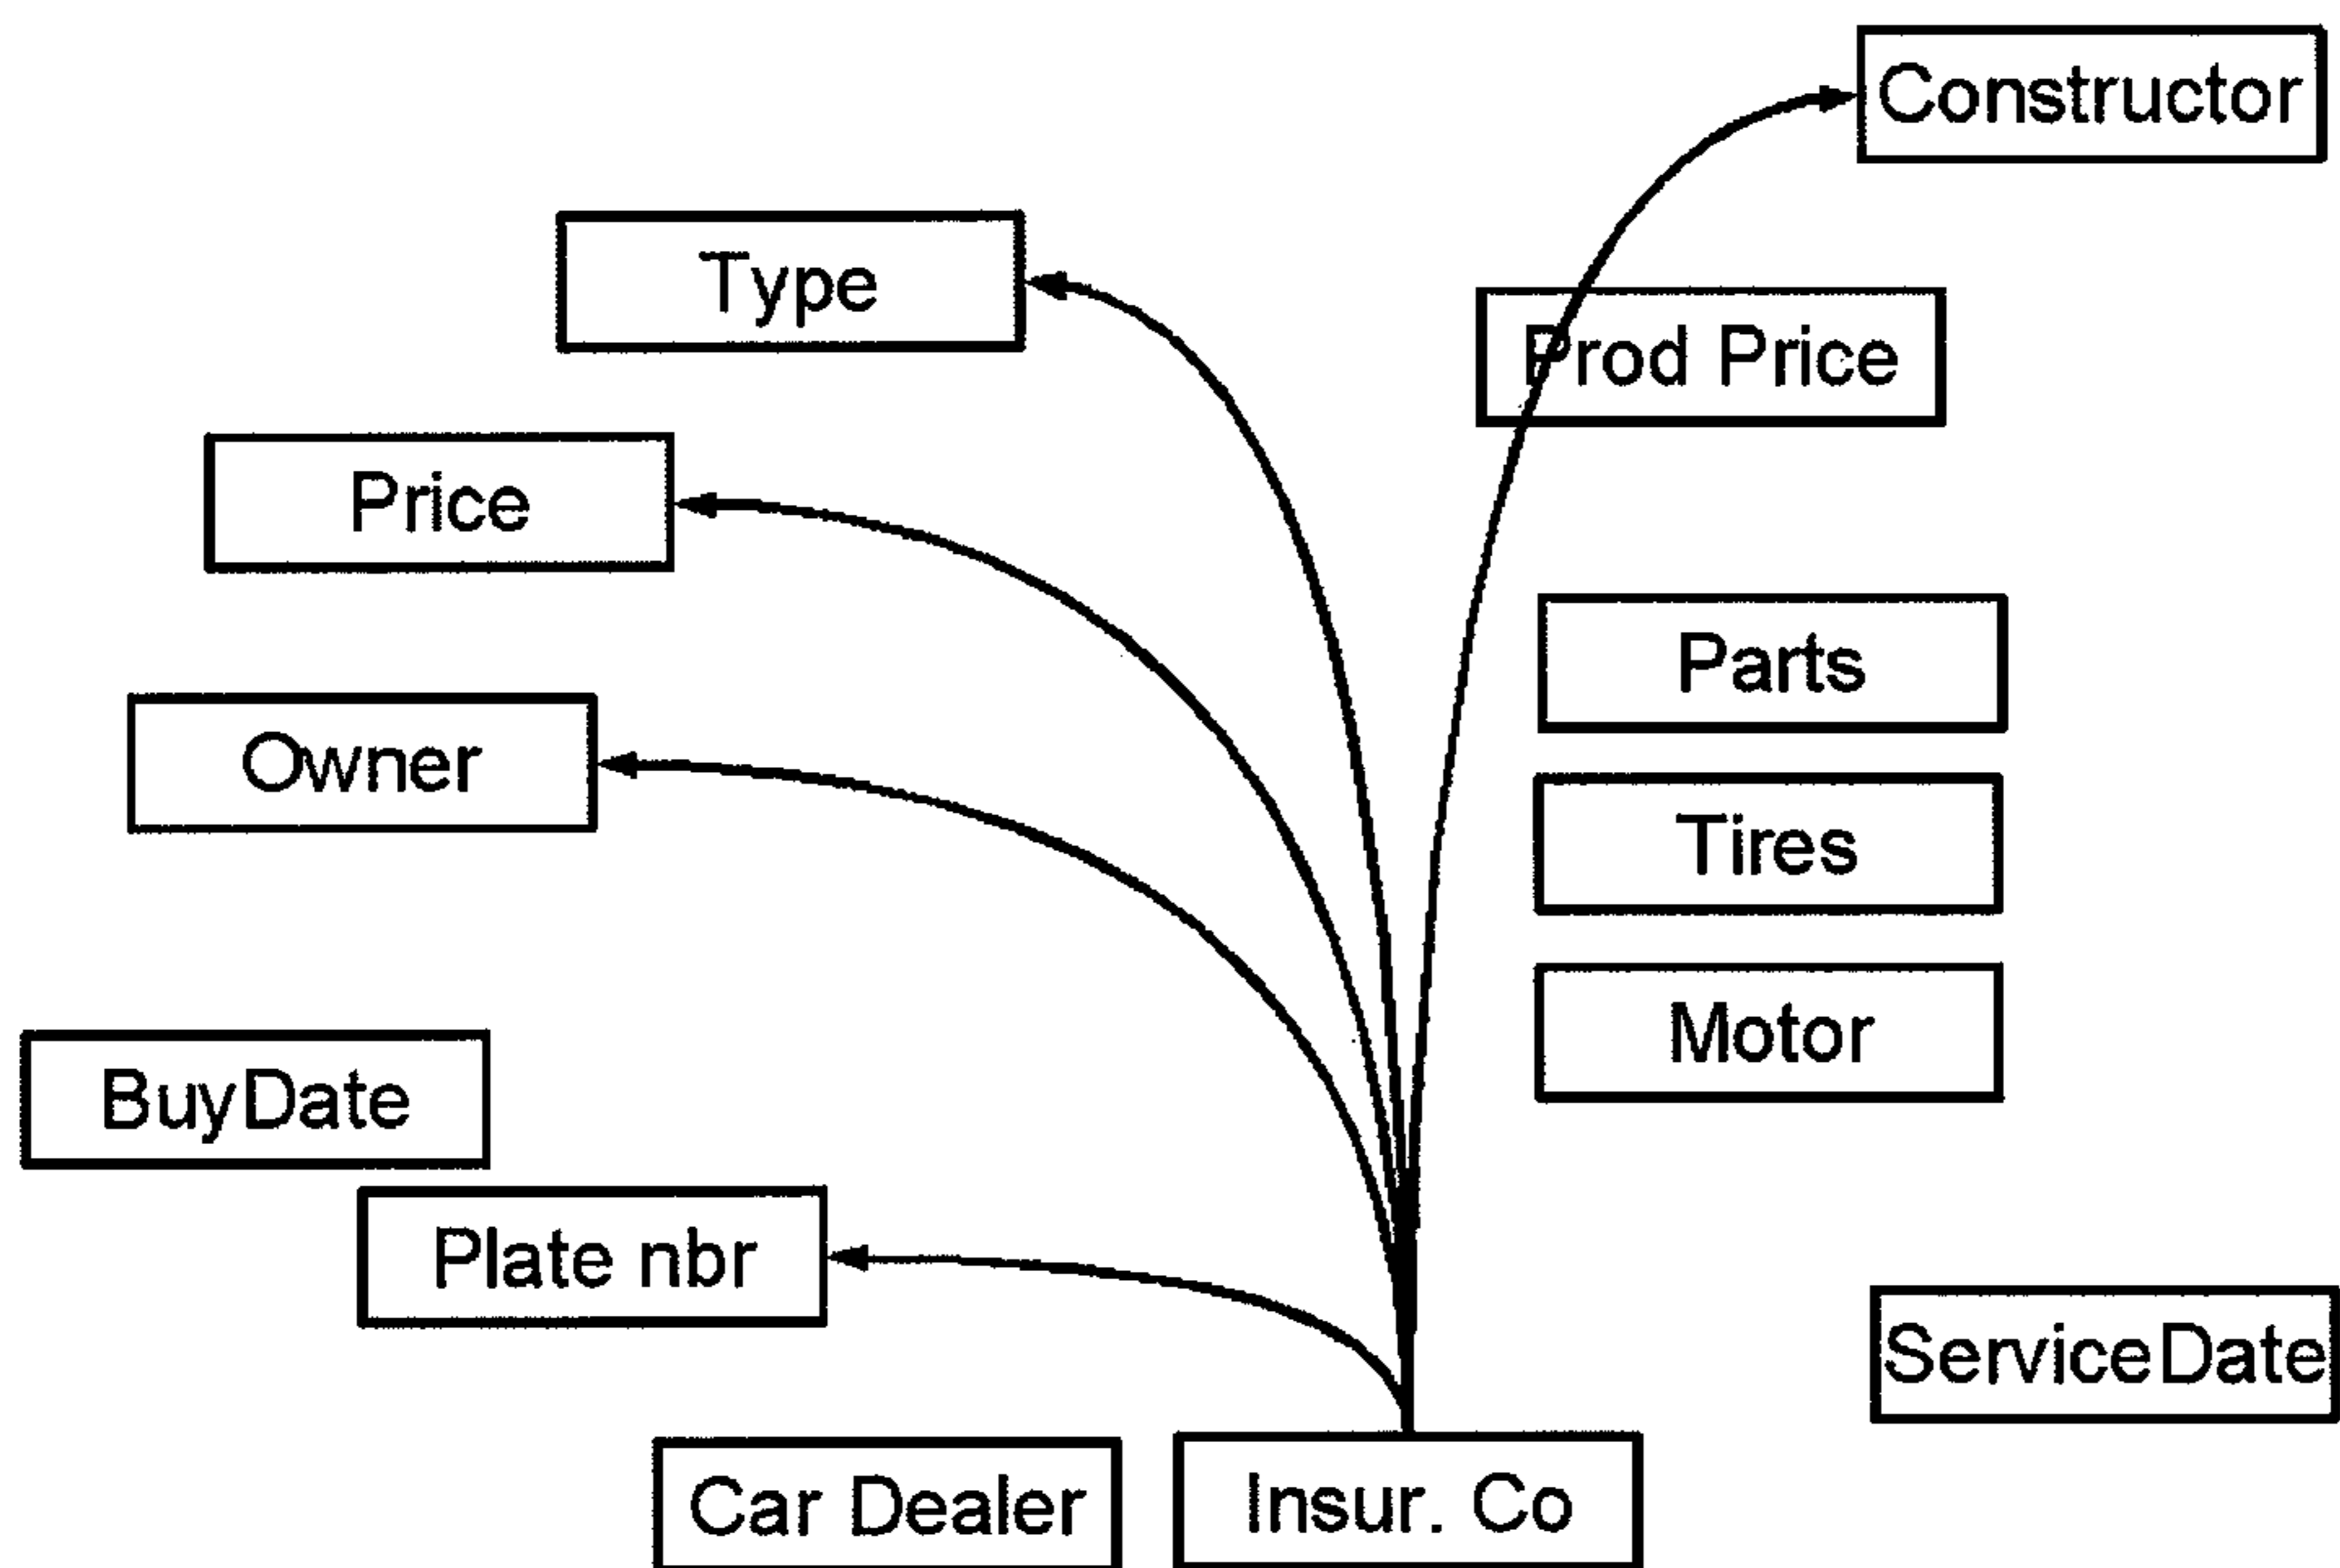 Constructor
Type
Prod Price
Price
Parts
Owner
Tires
Motor
BuyDate
Plate nbr
ServiceDate
Car Dealer
Insur. Co